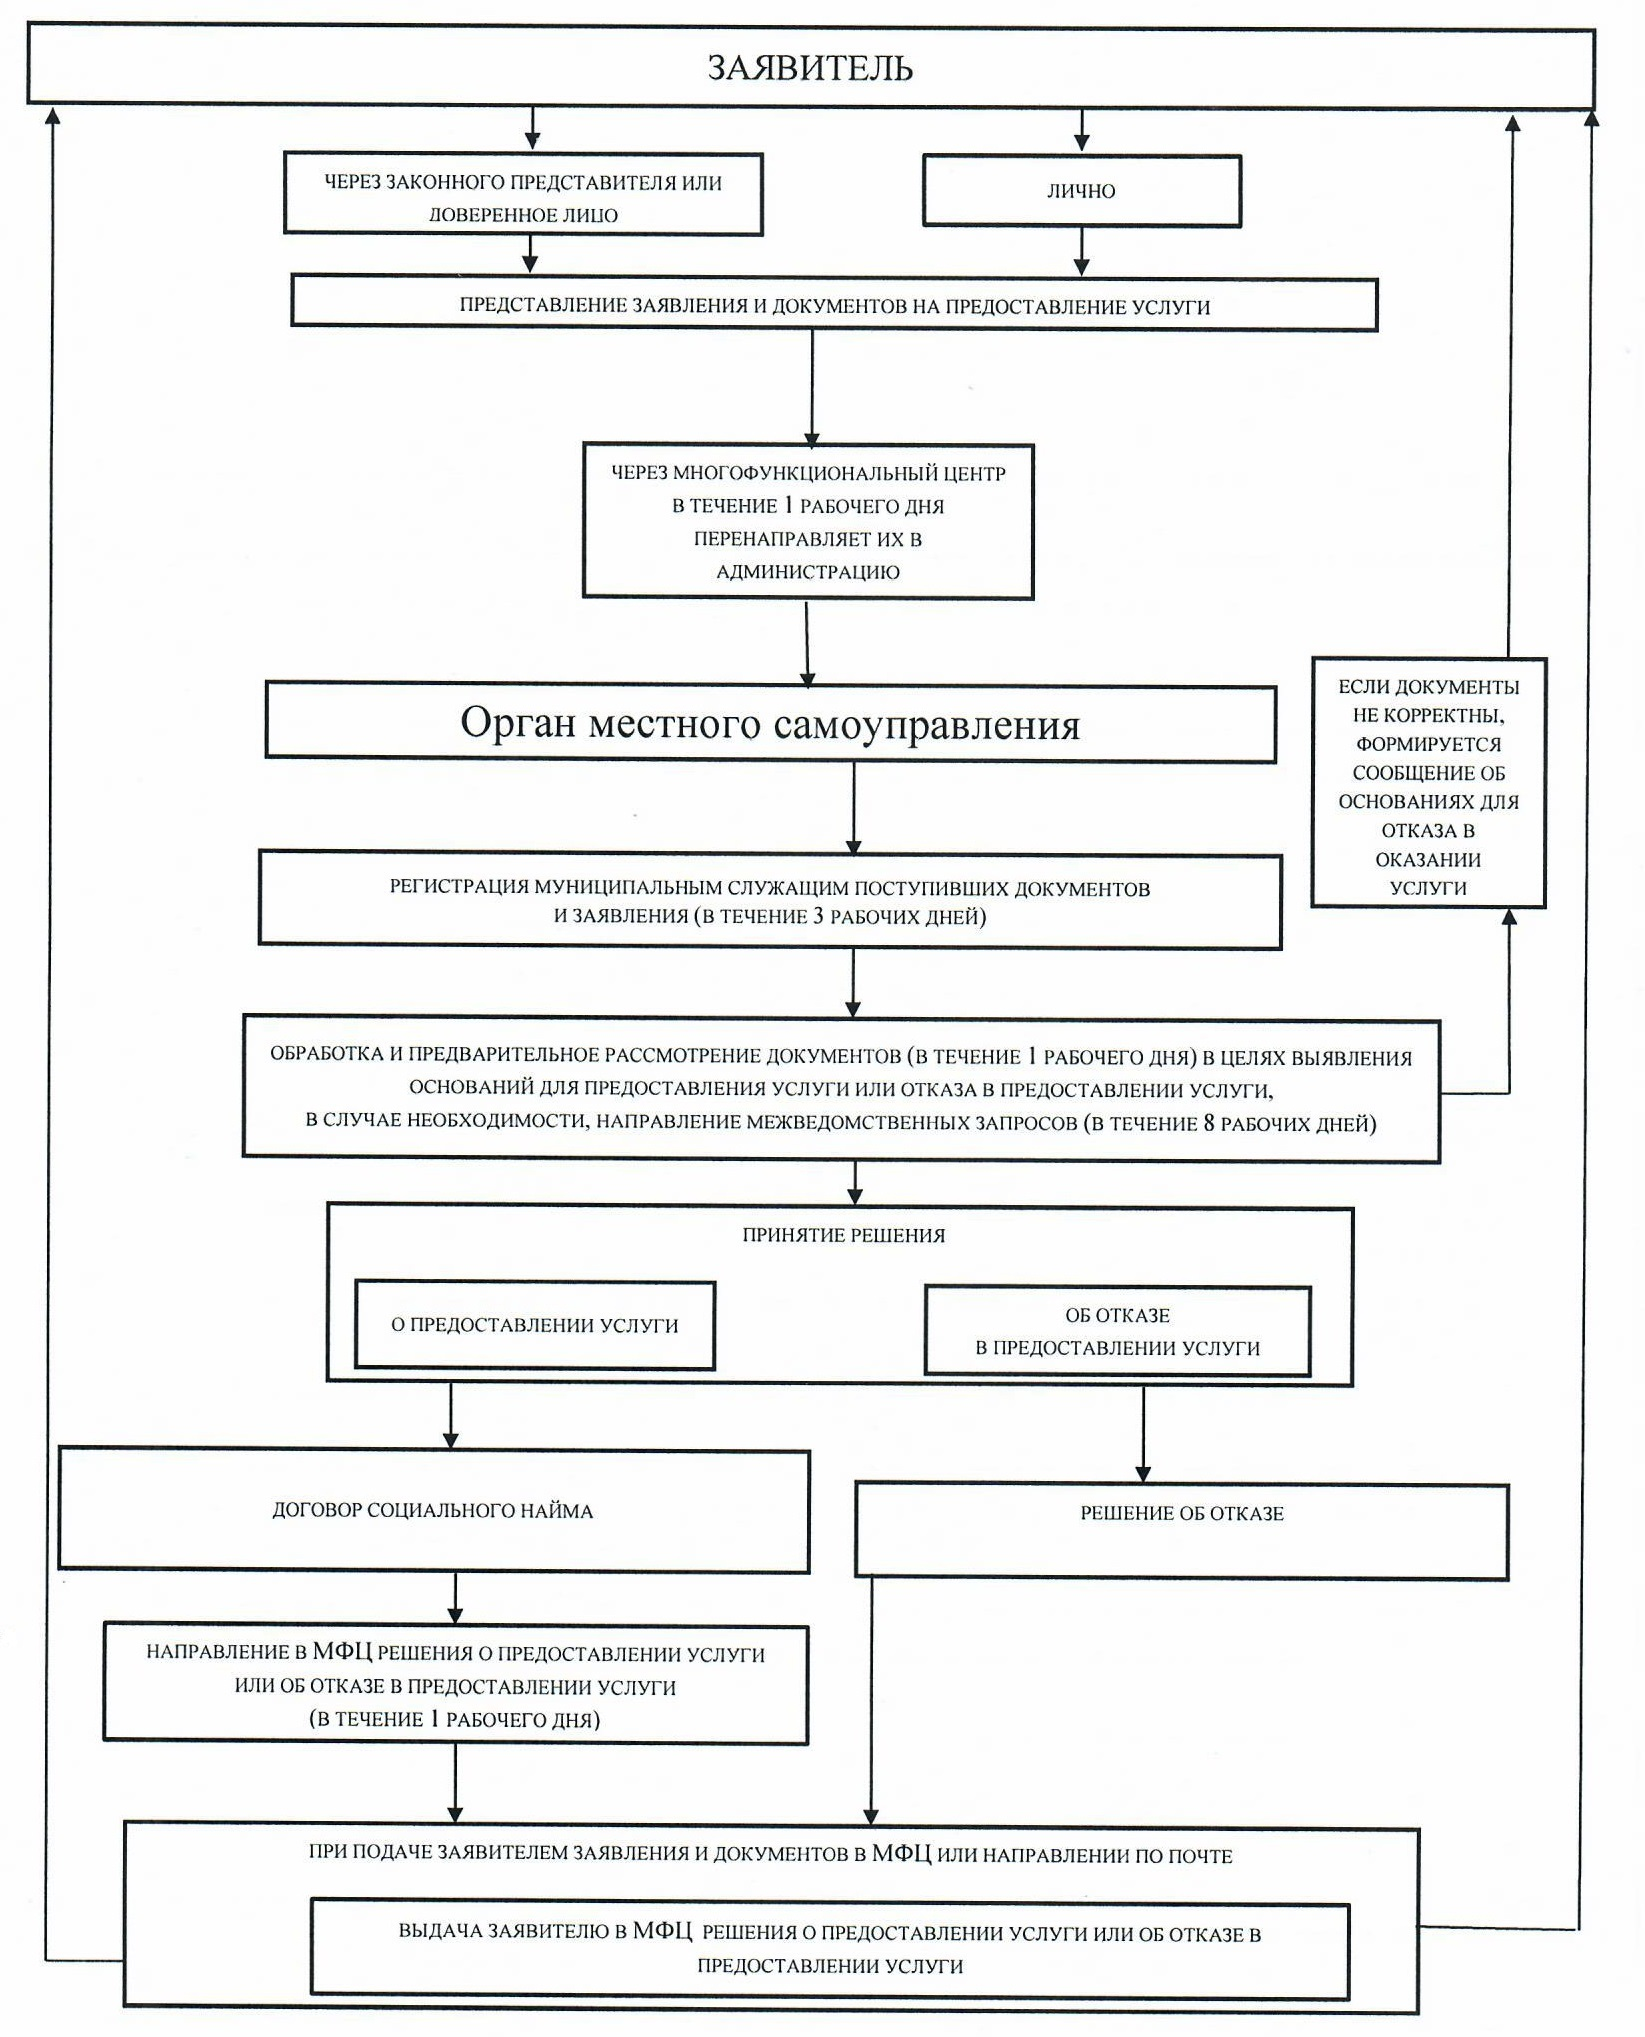 ЗАЯВИТЕЛЬ
ЧЕРЕЗ ЗАКОННОГО ПРЕДСТАВИТЕЛЯ ИЛИ
ДОВЕРЕННОЕ ЛИЦО
ЛИЧНО
ПРЕДСТАВЛЕНИЕ ЗАЯВЛЕНИЯ И ДОКУМЕНТОВ НА ПРЕДОСТАВЛЕНИЕ УСЛУГИ
ЧЕРЕЗ МНОГОФУНКЦИОНАЛЬНЫЙ ЦЕНТР
В ТЕЧЕНИЕ 1 РАБОЧЕГО ДНЯ
ПЕРЕНАПРАВЛЯЕТ ИХ В
АДМИНИСТРАЦИЮ
Орган местного самоуправления
ЕСЛИ ДОКУМЕНТЫ
НЕ КОРРЕКТНЫ,
ФОРМИРУЕТСЯ
СООБЩЕНИЕ ОБ
ОСНОВАНИЯХ ДЛЯ
ОТКАЗА В
ОКАЗАНИИ
УСЛУГИ
РЕГИСТРАЦИЯ МУНИЦИПАЛЬНЫМ СЛУЖАЩИМ ПОСТУПИВШИХ ДОКУМЕНТОВ
И ЗАЯВЛЕНИЯ (В ТЕЧЕНИЕ 3 РАБОЧИХ ДНЕЙ)
ОБРАБОТКА И ПРЕДВАРИТЕЛЬНОЕ РАССМОТРЕНИЕ ДОКУМЕНТОВ (В ТЕЧЕНИЕ 1 РАБОЧЕГО ДНЯ) В ЦЕЛЯХ ВЫЯВЛЕНИЯ
ОСНОВАНИЙ ДЛЯ ПРЕДОСТАВЛЕНИЯ УСЛУГИ ИЛИ ОТКАЗА В ПРЕДОСТАВЛЕНИИ УСЛУГИ,
В СЛУЧАЕ НЕОБХОДИМОСТИ, НАПРАВЛЕНИЕ МЕЖВЕДОМСТВЕННЫХ ЗАПРОСОВ (В ТЕЧЕНИЕ 8 РАБОЧИХ ДНЕЙ)
ПРИНЯТИЕ РЕШЕНИЯ
О ПРЕДОСТАВЛЕНИИ УСЛУГИ
ОБ ОТКАЗЕ
В ПРЕДОСТАВЛЕНИИ УСЛУГИ
ДОГОВОР СОЦИАЛЬНОГО НАЙМА
РЕШЕНИЕ ОБ ОТКАЗЕ
НАПРАВЛЕНИЕ В МФЦ РЕШЕНИЯ О ПРЕДОСТАВЛЕНИИ УСЛУГИ
ИЛИ ОБ ОТКАЗЕ В ПРЕДОСТАВЛЕНИИ УСЛУГИ
(В ТЕЧЕНИЕ 1 РАБОЧЕГО ДНЯ)
ПРИ ПОДАЧЕ ЗАЯВИТЕЛЕМ ЗАЯВЛЕНИЯ И ДОКУМЕНТОВ В МФЦ ИЛИ НАПРАВЛЕНИИ ПО ПОЧТЕ
ВЫДАЧА ЗАЯВИТЕЛЮ В МФЦ РЕШЕНИЯ О ПРЕДОСТАВЛЕНИИ УСЛУГИ ИЛИ ОБ ОТКАЗЕ В
ПРЕДОСТАВЛЕНИИ УСЛУГИ